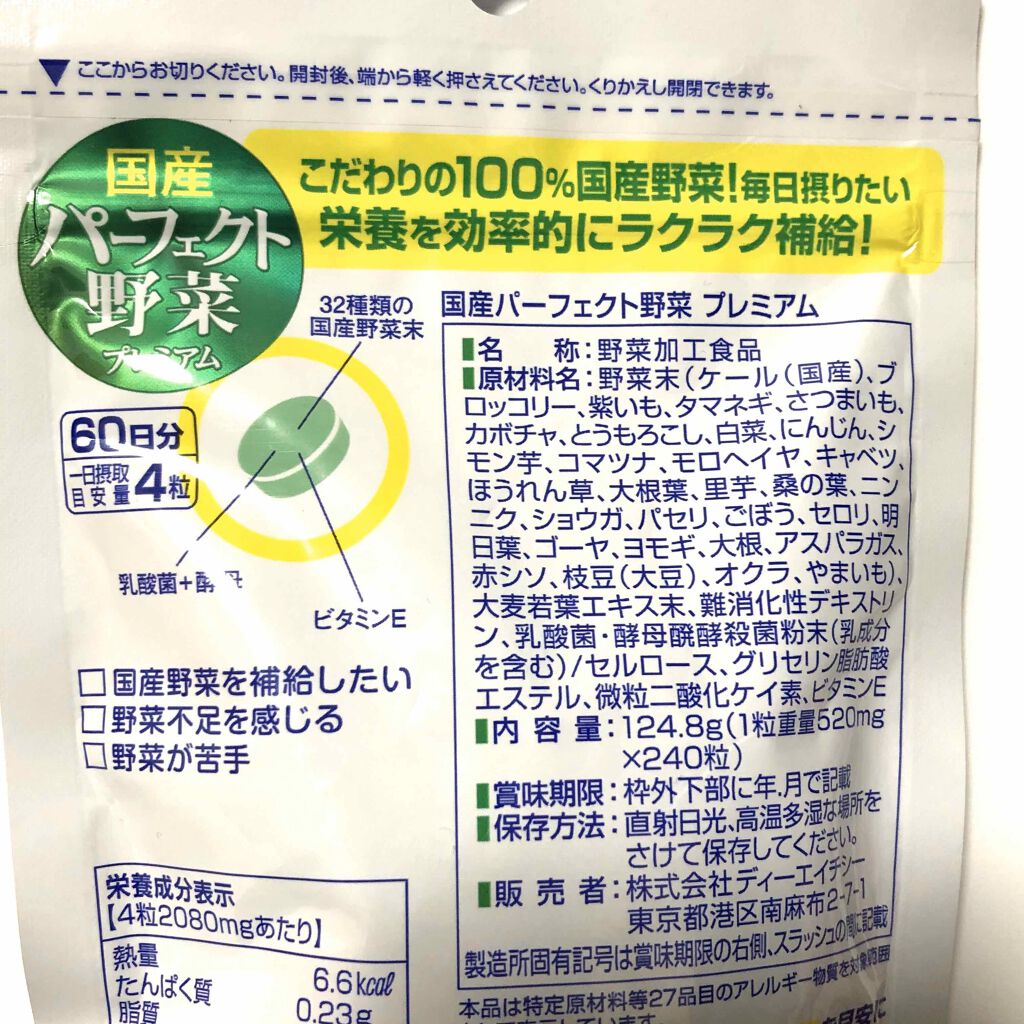 ▼ここからお切りください。開封後、端から軽く押さえてください。くりかえし開閉できます。
国産
パーフェクト
野菜
プレミアム
こだわりの100%国産野菜!毎日摂りたい
栄養を効率的にラクラク補給!
60日分
一日摂取
目安量
4粒
32種類の
国産野菜末
乳酸菌+酵母
ビタミンE
□国産野菜を補給したい
□野菜不足を感じる
□野菜が苦手
国産パーフェクト野菜 プレミアム
名 称:野菜加工食品
原材料名:野菜末(ケール(国産)、ブ
ロッコリー、紫いも、タマネギ、さつまいも、
カボチャ、とうもろこし、白菜、にんじん、シ
モン芋、コマツナ、モロヘイヤ、キャベツ、
ほうれん草、大根葉、里芋、桑の葉、ニン
ニク、ショウガ、パセリ、ごぼう、セロリ、明
日葉、ゴーヤ、ヨモギ、大根、アスパラガス、
赤シソ、枝豆(大豆)、オクラ、やまいも)、
大麦若葉エキス末、難消化性デキストリ
ン、乳酸菌・酵母醗酵殺菌粉末(乳成分
を含む)/セルロース、グリセリン脂肪酸
エステル、微粒二酸化ケイ素、ビタミンE
内容量:124.8g(1粒重量520mg
×240粒)
賞味期限:枠外下部に年.月で記載
保存方法:直射日光、高温多湿な場所を
さけて保存してください。
販売者:株式会社ディーエイチシー
東京都港区南麻布2-7-1
製造所固有記号は賞味期限の右側、スラッシュの間に記載
本品は特定原材料等27品目のアレルギー物質を対象範囲
栄養成分表示
【4粒2080mgあたり】
熱量 6.6kcal
たんぱく質 0.23g
脂質